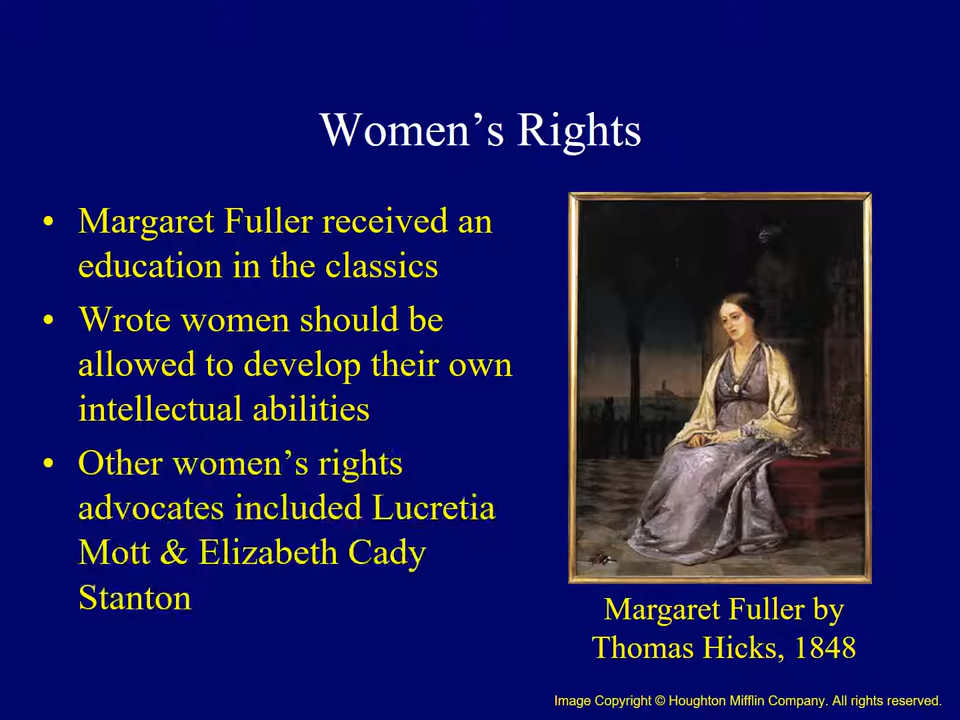 Women’s Rights
• Margaret Fuller received an
education in the classics
• Wrote women should be
allowed to develop their own
intellectual abilities
• Other women’s rights
advocates included Lucretia
Mott & Elizabeth Cady
Stanton
Margaret Fuller by
Thomas Hicks, 1848
Image Copyright © Houghton Mifflin Company. All rights reserved.